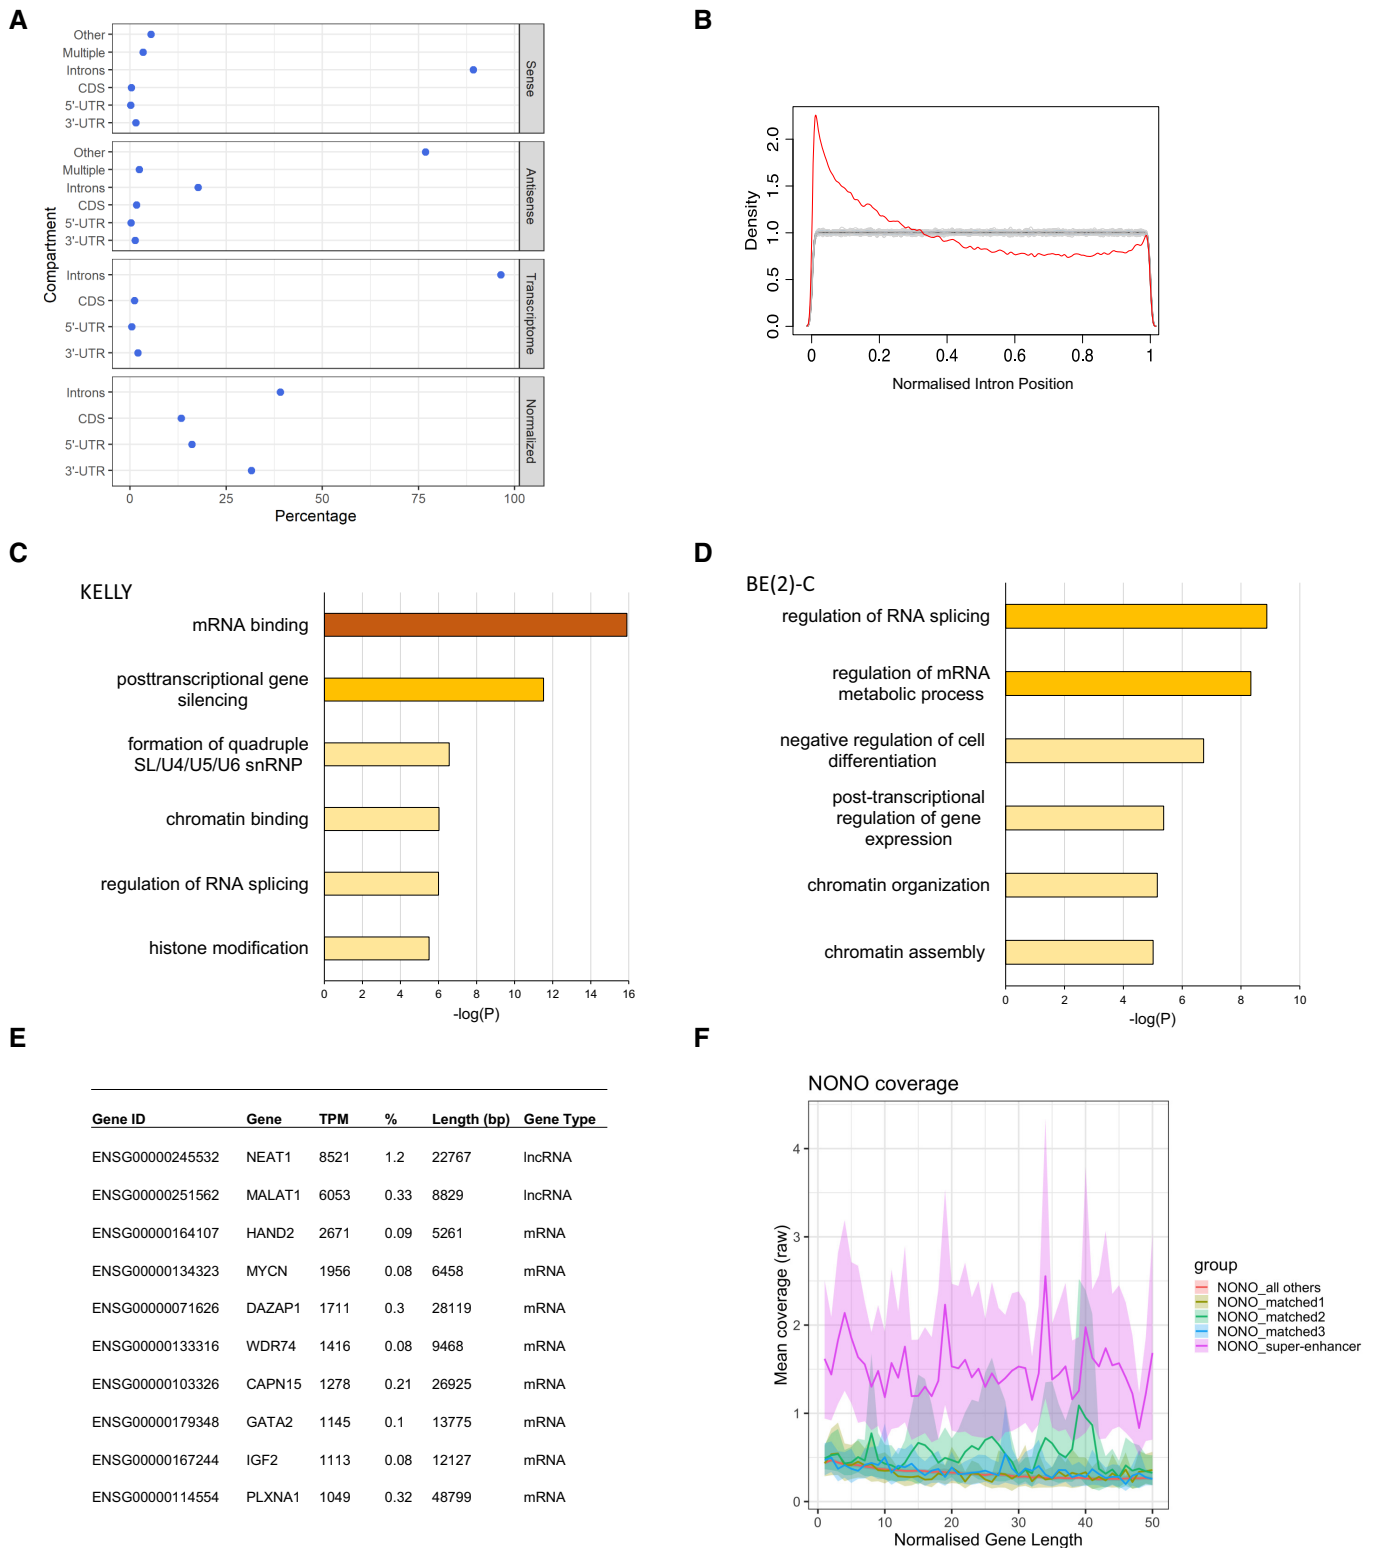 A
Other
Multiple
Introns
CDS
5'-UTR
3'-UTR
Sense
Other
Multiple
Introns
CDS
5'-UTR
3'-UTR
Antisense
Introns
CDS
5'-UTR
3'-UTR
Transcriptome
Introns
CDS
5'-UTR
3'-UTR
Normalized
Compartment
0 25 50 75 100
Percentage
B
Density
0.0 0.5 1.0 1.5 2.0
0 0.2 0.4 0.6 0.8 1
Normalised Intron Position
C
KELLY
mRNA binding
posttranscriptional gene
silencing
formation of quadruple
SL/U4/U5/U6 snRNP
chromatin binding
regulation of RNA splicing
histone modification
0 2 4 6 8 10 12 14 16
-log(P)
D
BE(2)-C
regulation of RNA splicing
regulation of mRNA
metabolic process
negative regulation of cell
differentiation
post-transcriptional
regulation of gene
expression
chromatin organization
chromatin assembly
0 2 4 6 8 10
-log(P)
E
Gene ID Gene TPM % Length (bp) Gene Type
ENSG00000245532 NEAT1 8521 1.2 22767 lncRNA
ENSG00000251562 MALAT1 6053 0.33 8829 lncRNA
ENSG00000164107 HAND2 2671 0.09 5261 mRNA
ENSG00000134323 MYCN 1956 0.08 6458 mRNA
ENSG00000071626 DAZAP1 1711 0.3 28119 mRNA
ENSG00000133316 WDR74 1416 0.08 9468 mRNA
ENSG00000103326 CAPN15 1278 0.21 26925 mRNA
ENSG00000179348 GATA2 1145 0.1 13775 mRNA
ENSG00000167244 IGF2 1113 0.08 12127 mRNA
ENSG00000114554 PLXNA1 1049 0.32 48799 mRNA
F
NONO coverage
Mean coverage (raw)
4
3
2
1
0
0 10 20 30 40 50
Normalised Gene Length
group
NONO_all others
NONO_matched1
NONO_matched2
NONO_matched3
NONO_super-enhancer